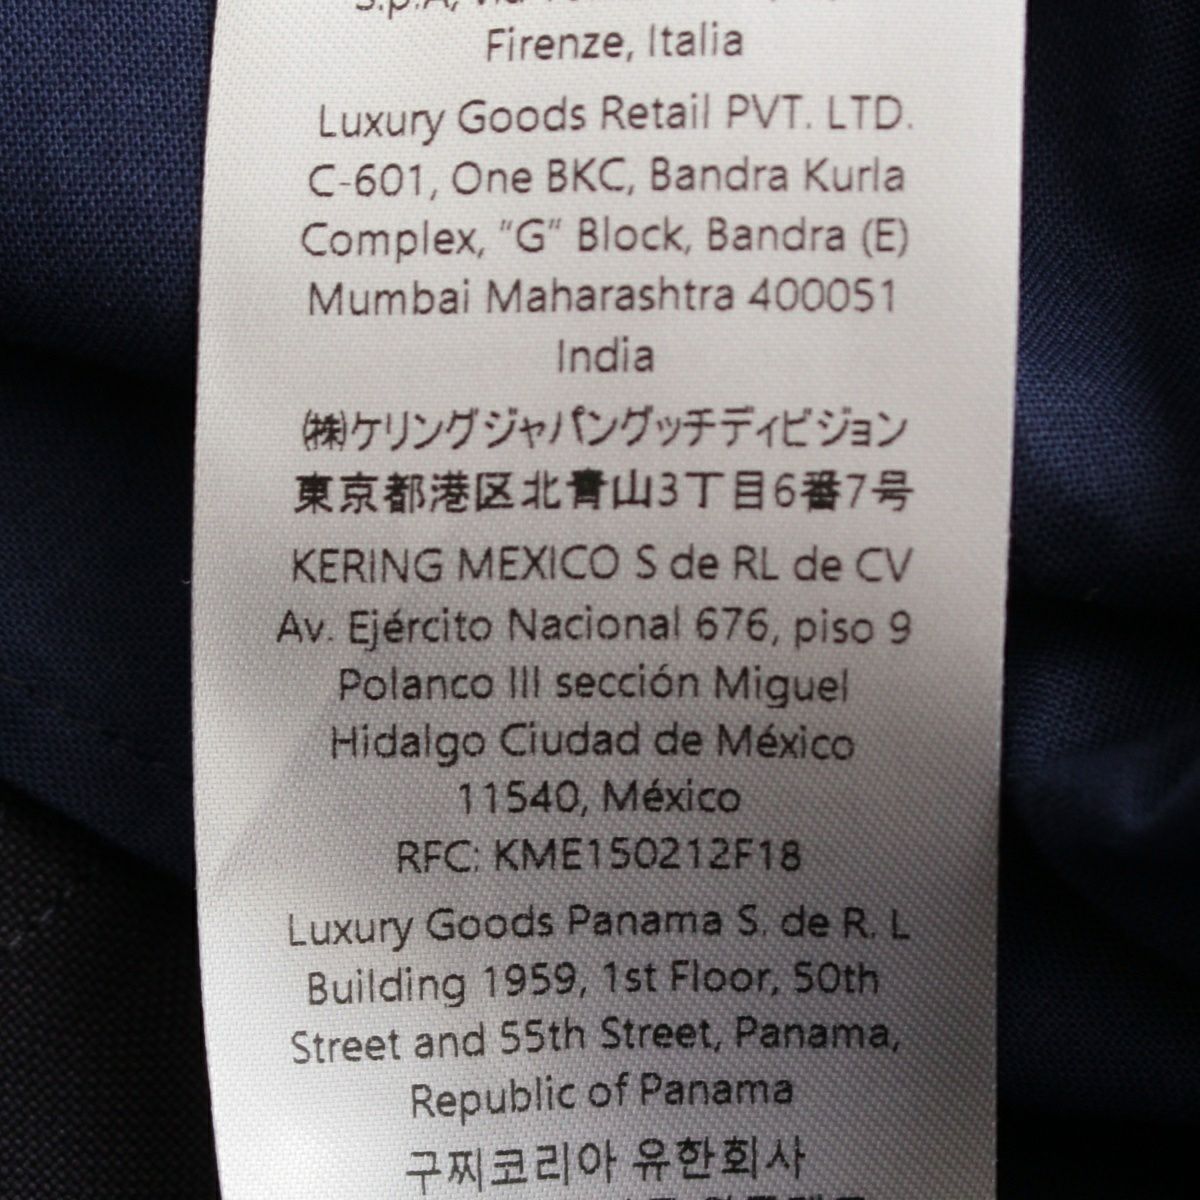 Firenze, Italia
Luxury Goods Retail PVT. LTD.
C-601, One BKC, Bandra Kurla
Complex, “G” Block, Bandra (E)
Mumbai Maharashtra 400051
India
㈱ケリングジャパングッチディビジョン
東京都港区北青山3丁目6番7号
KERING MEXICO S de RL de CV
Av. Ejército Nacional 676, piso 9
Polanco III sección Miguel
Hidalgo Ciudad de México
11540, México
RFC: KME150212F18
Luxury Goods Panama S. de R. L
Building 1959, 1st Floor, 50th
Street and 55th Street, Panama,
Republic of Panama
구찌코리아 유한회사